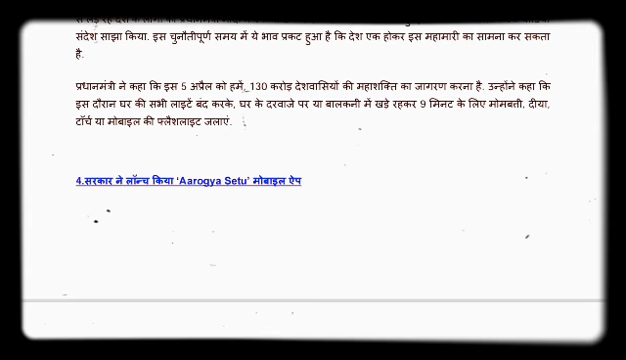 संदेश साझा किया. इस चुनौतीपूर्ण समय में ये भाव प्रकट हुआ है कि देश एक होकर इस महामारी का सामना कर सकता
है.
प्रधानमंत्री ने कहा कि इस 5 अप्रैल को हमें, 130 करोड़ देशवासियों की महाशक्ति का जागरण करना है. उन्होंने कहा कि
इस दौरान घर की सभी लाइटें बंद करके, घर के दरवाजे पर या बालकनी में खड़े रहकर 9 मिनट के लिए मोमबत्ती, दीया,
टॉर्च या मोबाइल की फ्लैशलाइट जलाएं.
4.सरकार ने लॉन्च किया ‘Aarogya Setu’ मोबाइल ऐप